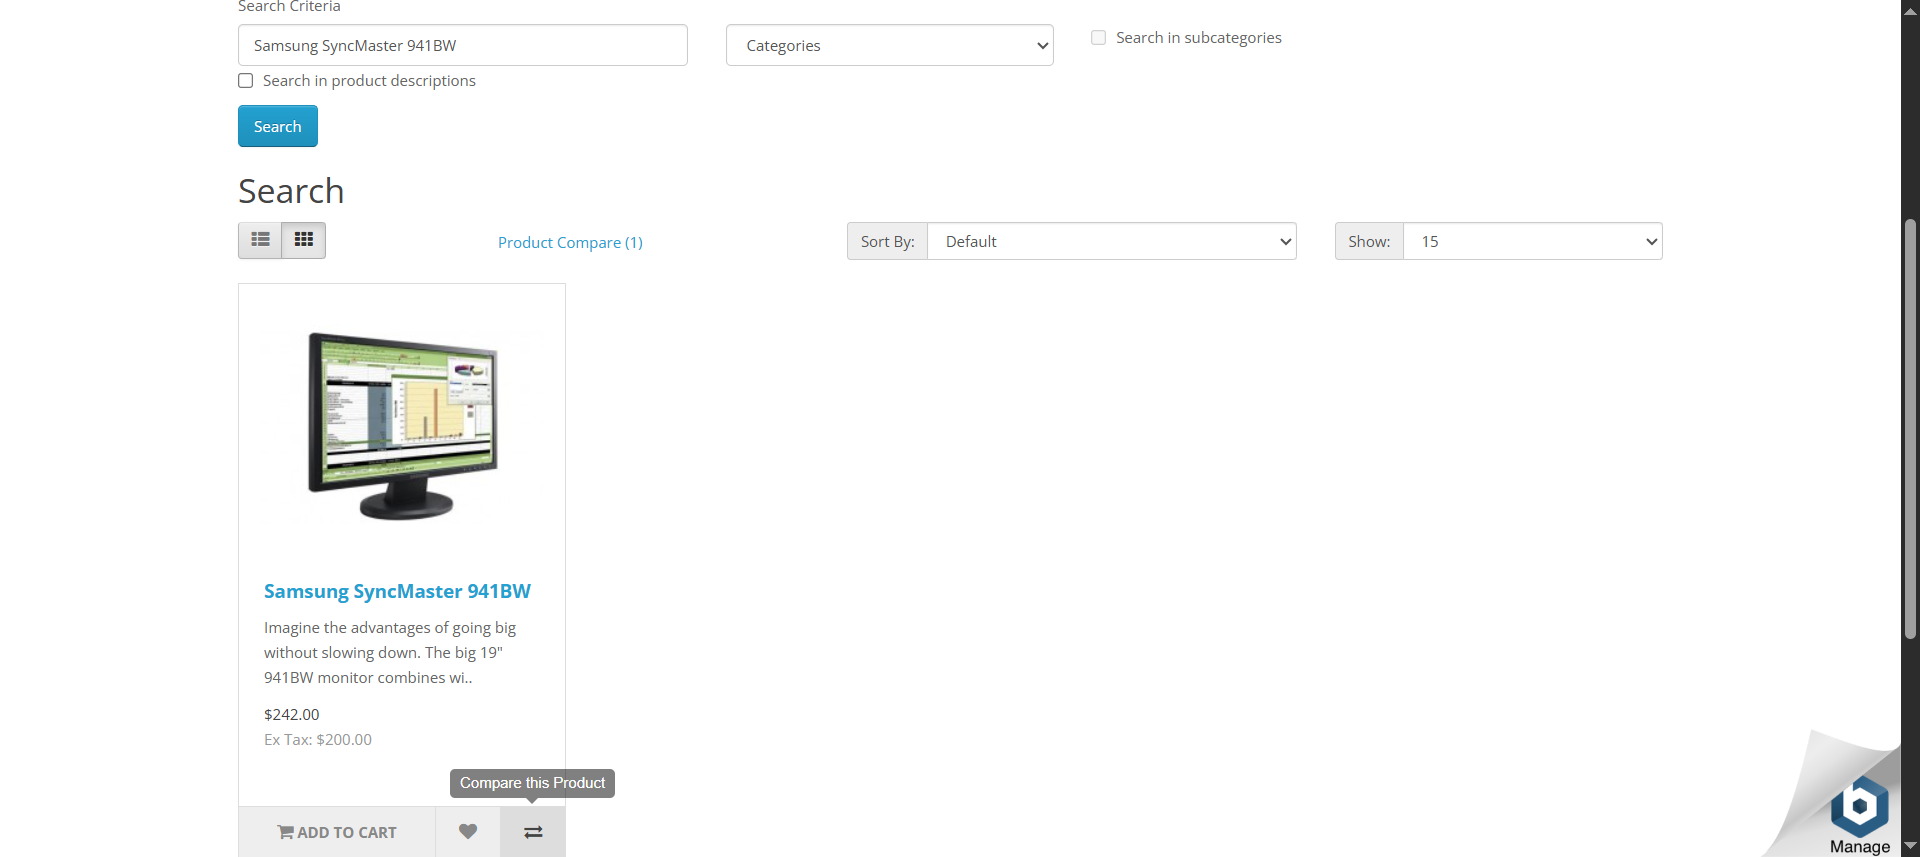 Search Criteria
Samsung SyncMaster 941BW
Categories
Search in subcategories
Search in product descriptions
Search
Search
Product Compare (1)
Sort By:
Default
Show:
15
Samsung SyncMaster 941BW
Imagine the advantages of going big
without slowing down. The big 19"
941BW monitor combines wi..
$242.00
Ex Tax: $200.00
Compare this Product
ADD TO CART
Manage